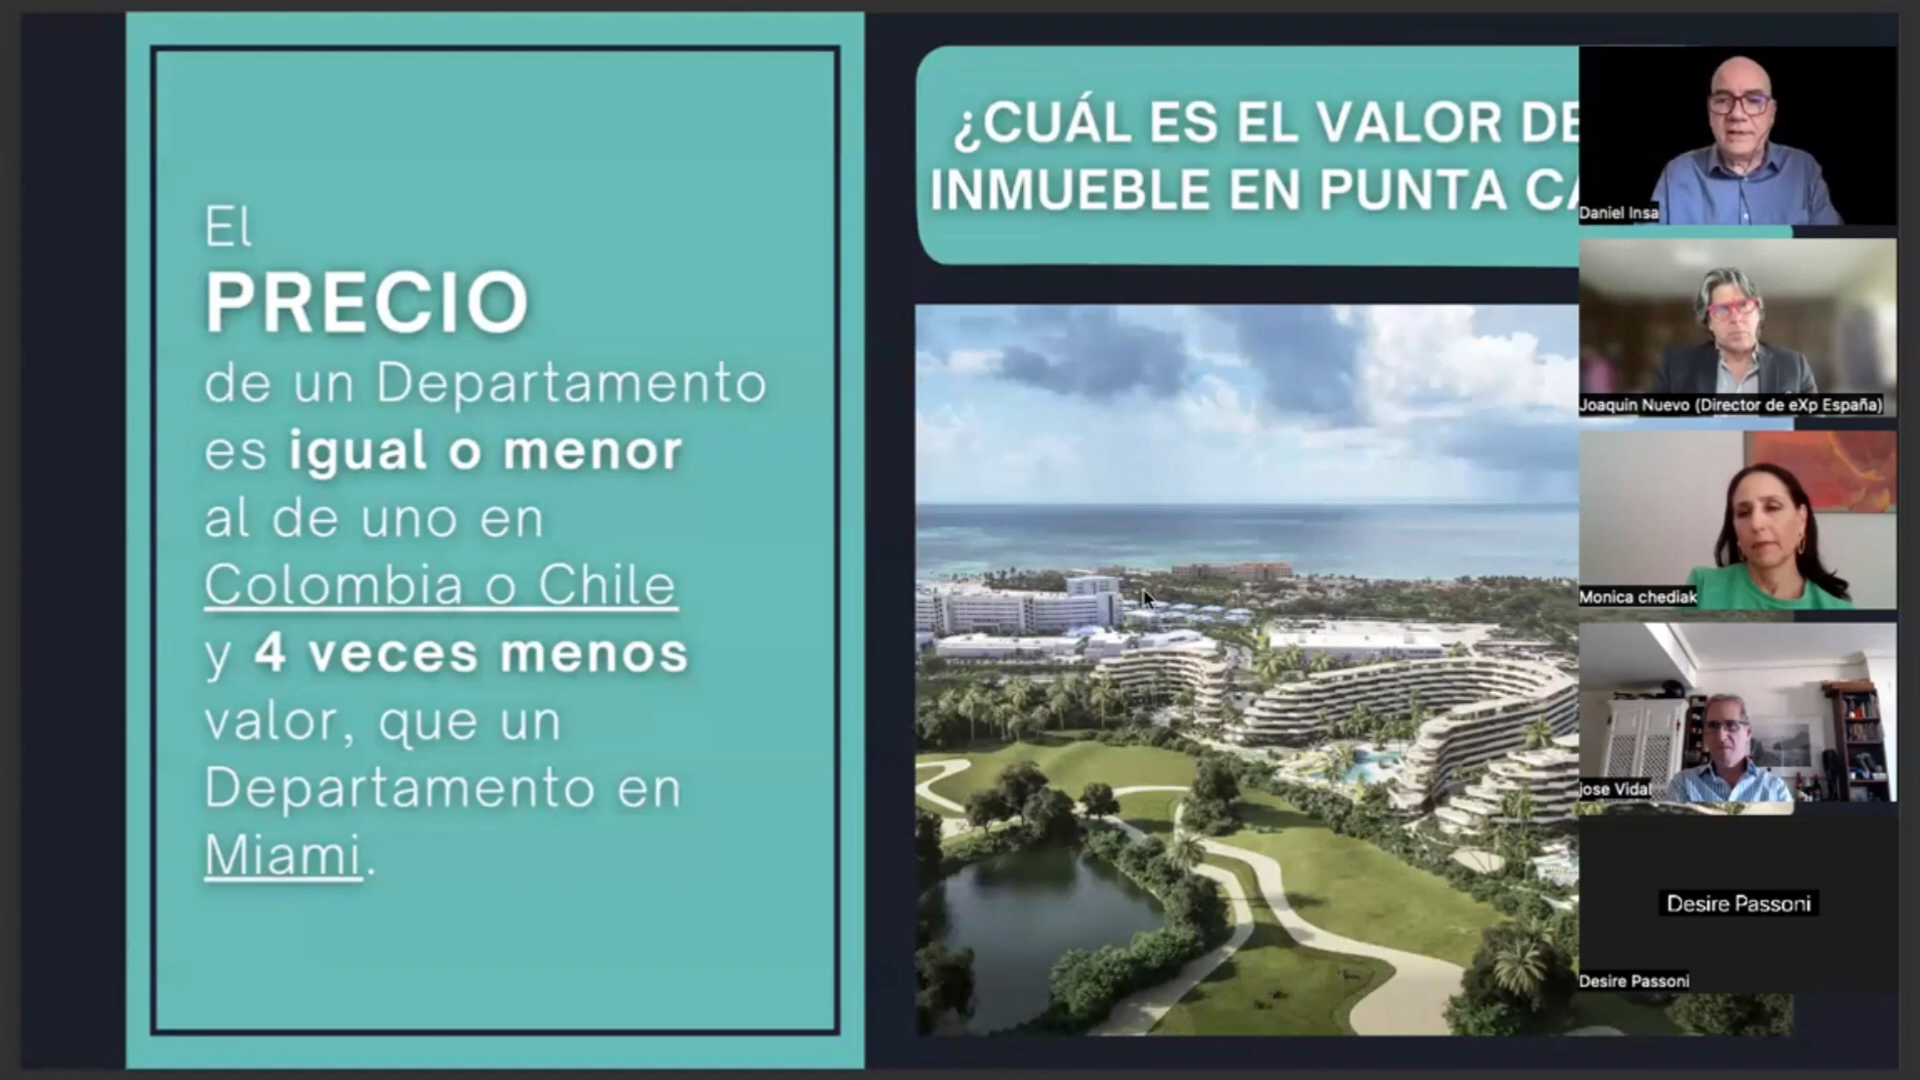 El
PRECIO
de un Departamento
es igual o menor
al de uno en
Colombia o Chile
y 4 veces menos
valor, que un
Departamento en
Miami.
¿CUÁL ES EL VALOR DE
INMUEBLE EN PUNTA CA
Daniel Insa
Joaquin Nuevo (Director de eXp España)
Monica chediak
jose Vidal
Desire Passoni
Desire Passoni